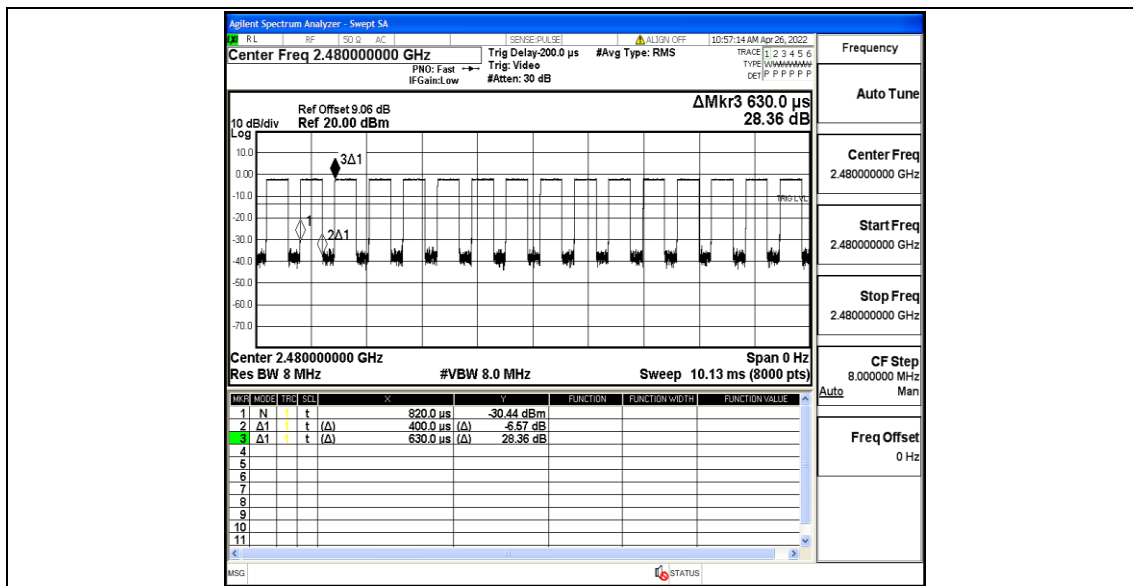 Agilent Spectrum Analyzer - Swept SA
RL RF 50 Ω AC SENSE:PULSE ALIGN OFF 10:57:14 AM Apr 26, 2022
Center Freq 2.480000000 GHz
PNO: Fast
IFGain:Low
Trig Delay-200.0 µs
Trig: Video
#Atten: 30 dB
#Avg Type: RMS
TRACE 1 2 3 4 5 6
TYPE
DET P P P P P P
Ref Offset 9.06 dB
Ref 20.00 dBm
10 dB/div
Log
ΔMkr3 630.0 µs
28.36 dB
10.0
0.00
-10.0
-20.0
-30.0
-40.0
-50.0
-60.0
-70.0
3Δ1
1
2Δ1
TRIG LVL
Center 2.480000000 GHz Span 0 Hz
Res BW 8 MHz #VBW 8.0 MHz Sweep 10.13 ms (8000 pts)
MKR MODE TRC SCL X Y FUNCTION FUNCTION WIDTH FUNCTION VALUE
1 N 1 t 820.0 µs -30.44 dBm
2 Δ1 1 t (Δ) 400.0 µs (Δ) -6.57 dB
3 Δ1 1 t (Δ) 630.0 µs (Δ) 28.36 dB
4
5
6
7
8
9
10
11
MSG STATUS
Frequency
Auto Tune
Center Freq
2.480000000 GHz
Start Freq
2.480000000 GHz
Stop Freq
2.480000000 GHz
CF Step
8.000000 MHz
Auto Man
Freq Offset
0 Hz